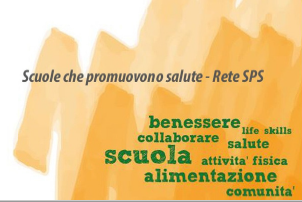 Scuole che promuovono salute - Rete SPS
benessere
life skills
collaborare
salute
scuola
attivita' fisica
alimentazione
comunita'